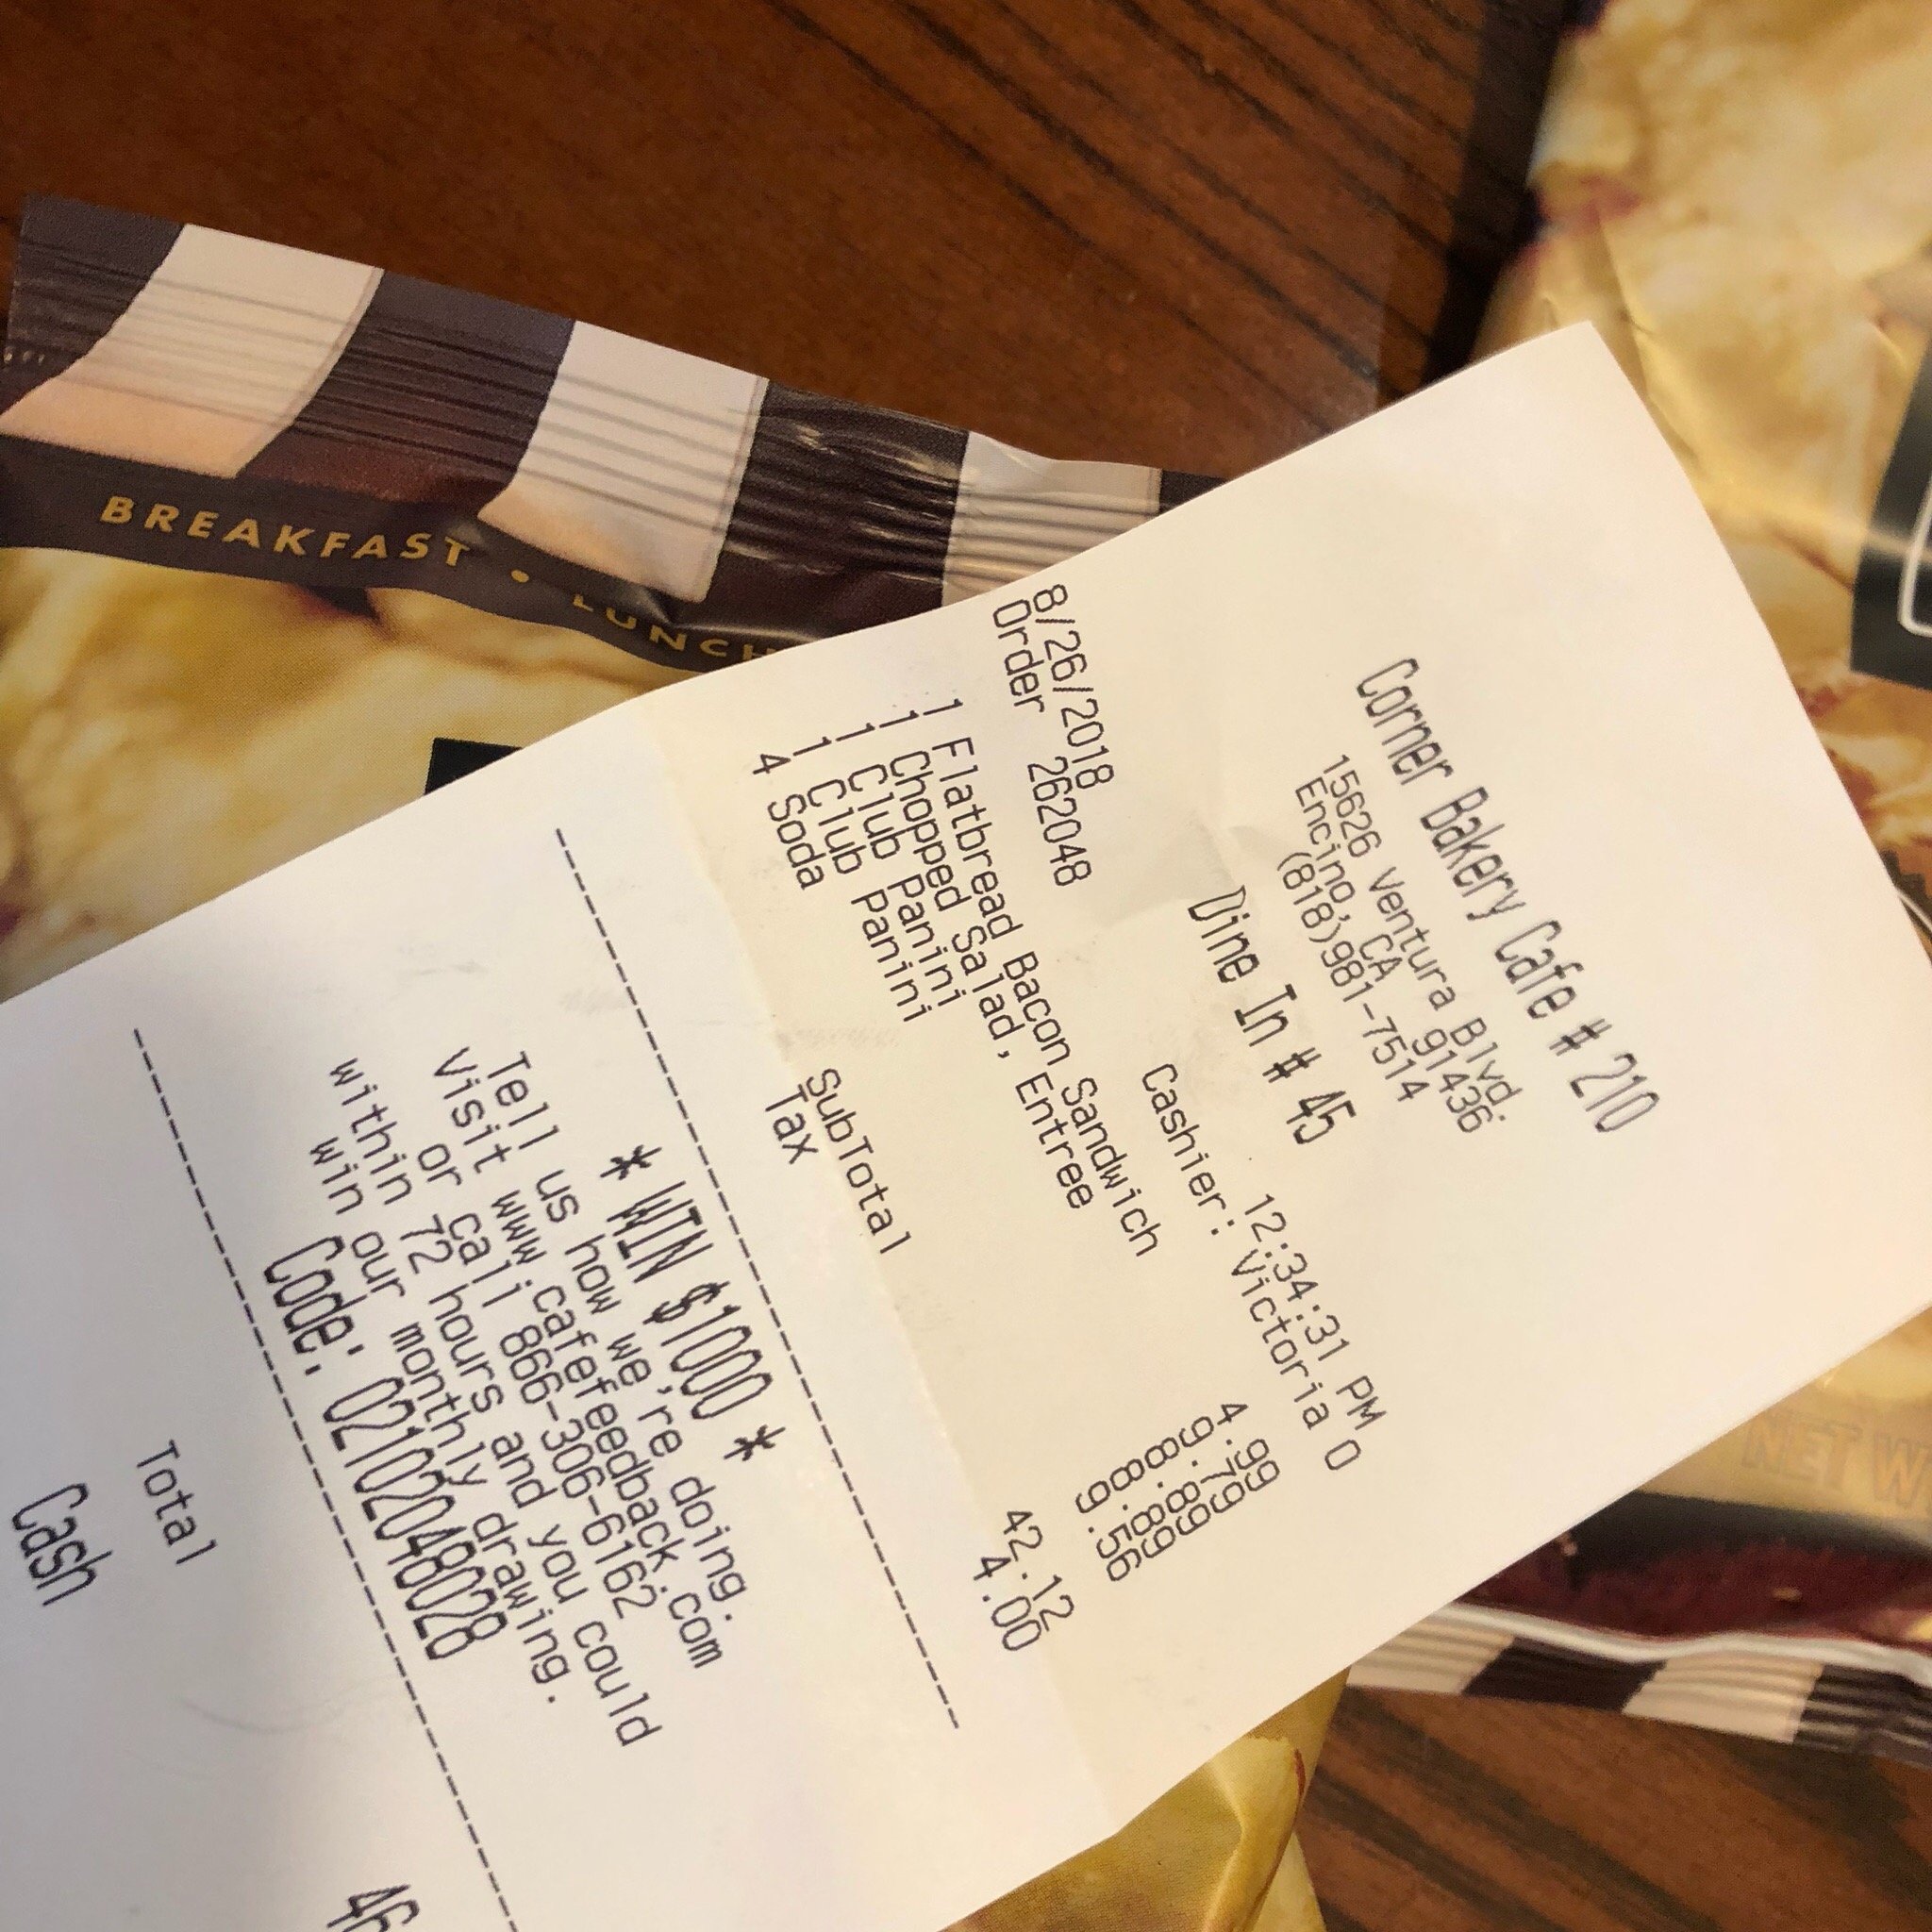 Corner Bakery Cafe # 210
15626 Ventura Blvd.
Encino, CA 91436
(818)981-7514
Dine In # 45
8/26/2018 12:34:31 PM
Order 262048 Cashier: Victoria O
1 Flatbread Bacon Sandwich 4.99
1 Chopped Salad, Entree 9.79
1 Club Panini 8.89
1 Club Panini 8.89
4 Soda 9.56
SubTotal 42.12
Tax 4.00
* WIN $1000 *
Tell us how we're doing.
Visit www.cafefeedback.com
or call 866-306-6162
within 72 hours and you could
win our monthly drawing.
Code: 02102048028
Total 46
Cash
BREAKFAST • LUNCH
NET W